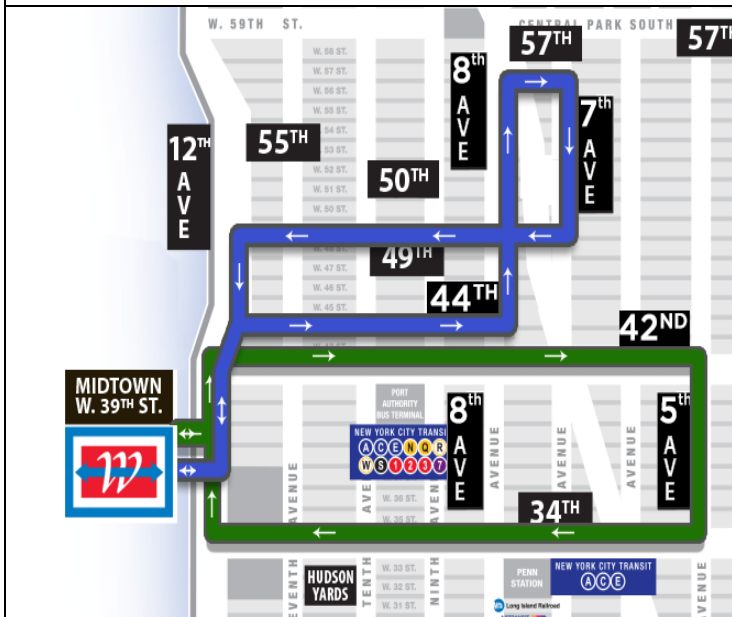 W. 59TH ST.
CENTRAL PARK SOUTH
57TH
57TH
8th
AVE
W. 58 ST.
W. 57 ST.
W. 56 ST.
W. 55 ST.
54 ST.
53 ST.
W. 52 ST.
W. 51 ST.
W. 50 ST.
12TH
AVE
55TH
50TH
7th
AVE
49TH
W. 47 ST.
W. 46 ST.
W. 45 ST.
44TH
42ND
MIDTOWN
W. 39TH ST.
W
PORT
AUTHORITY
BUS TERMINAL
NEW YORK CITY TRANSI
A C E N Q R
W S 1 2 3 7
8th
AVE
5th
AVE
AVENUE
AVENUE
AVENUE
AVENUE
AVE
W. 36 ST.
W. 35 ST.
34TH
EVENTH
HUDSON
YARDS
TENTH
W. 33 ST.
W. 32 ST.
W. 31 ST.
NINTH
PENN
STATION
NEW YORK CITY TRANSIT
A C E
Long Island Railroad
VENUE